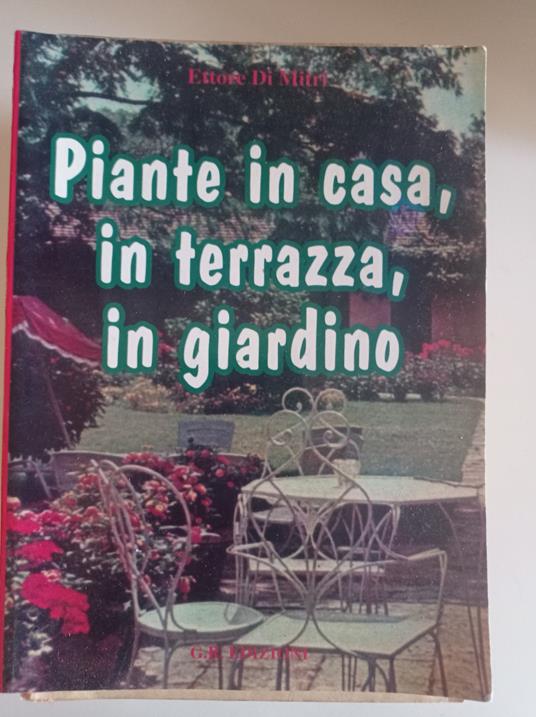 Ettore Di Mitri
Piante in casa,
in terrazza,
in giardino
G.R. EDIZIONI